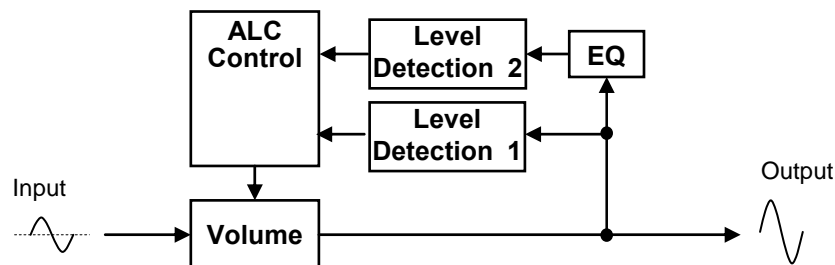 ALC
Control
Level
Detection 2
EQ
Level
Detection 1
Input
Volume
Output